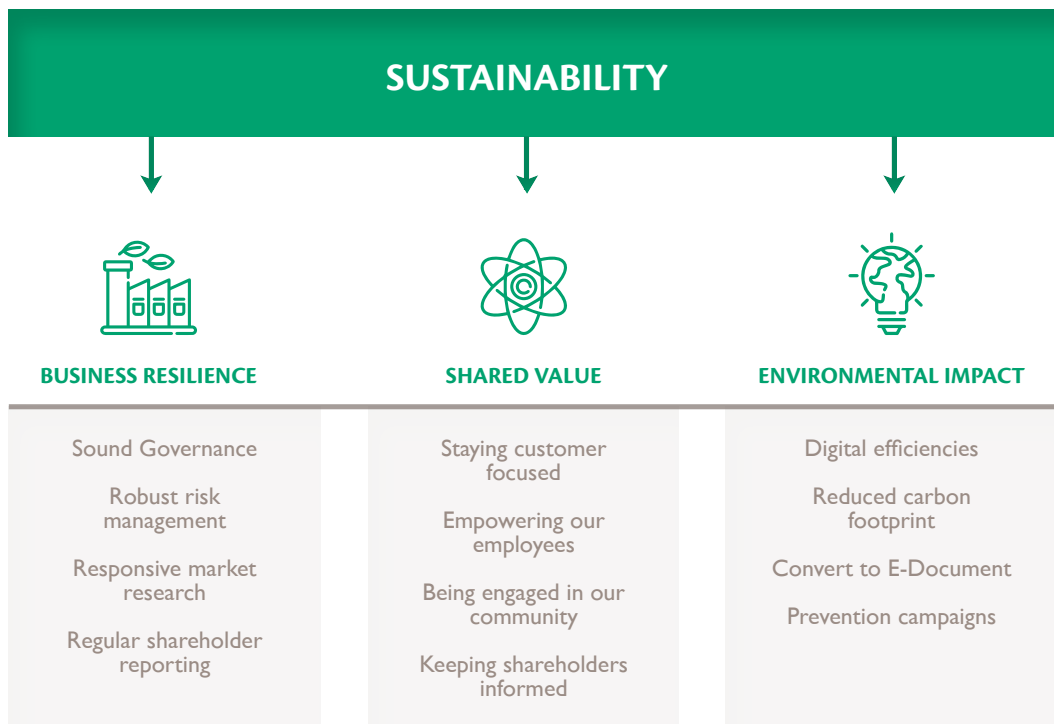 SUSTAINABILITY
BUSINESS RESILIENCE
Sound Governance
Robust risk
management
Responsive market
research
Regular shareholder
reporting
SHARED VALUE
Staying customer
focused
Empowering our
employees
Being engaged in our
community
Keeping shareholders
informed
ENVIRONMENTAL IMPACT
Digital efficiencies
Reduced carbon
footprint
Convert to E-Document
Prevention campaigns